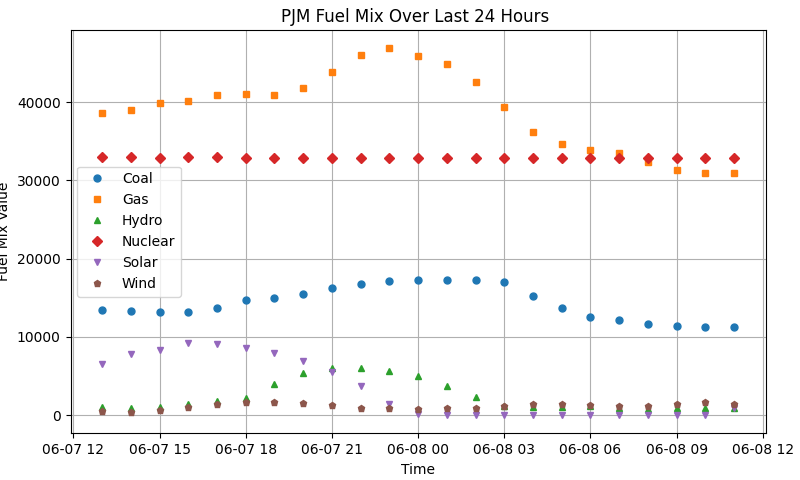 PJM Fuel Mix Over Last 24 Hours
Fuel Mix Value
40000
30000
20000
10000
0
Coal
Gas
Hydro
Nuclear
Solar
Wind
06-07 12 06-07 15 06-07 18 06-07 21 06-08 00 06-08 03 06-08 06 06-08 09 06-08 12
Time